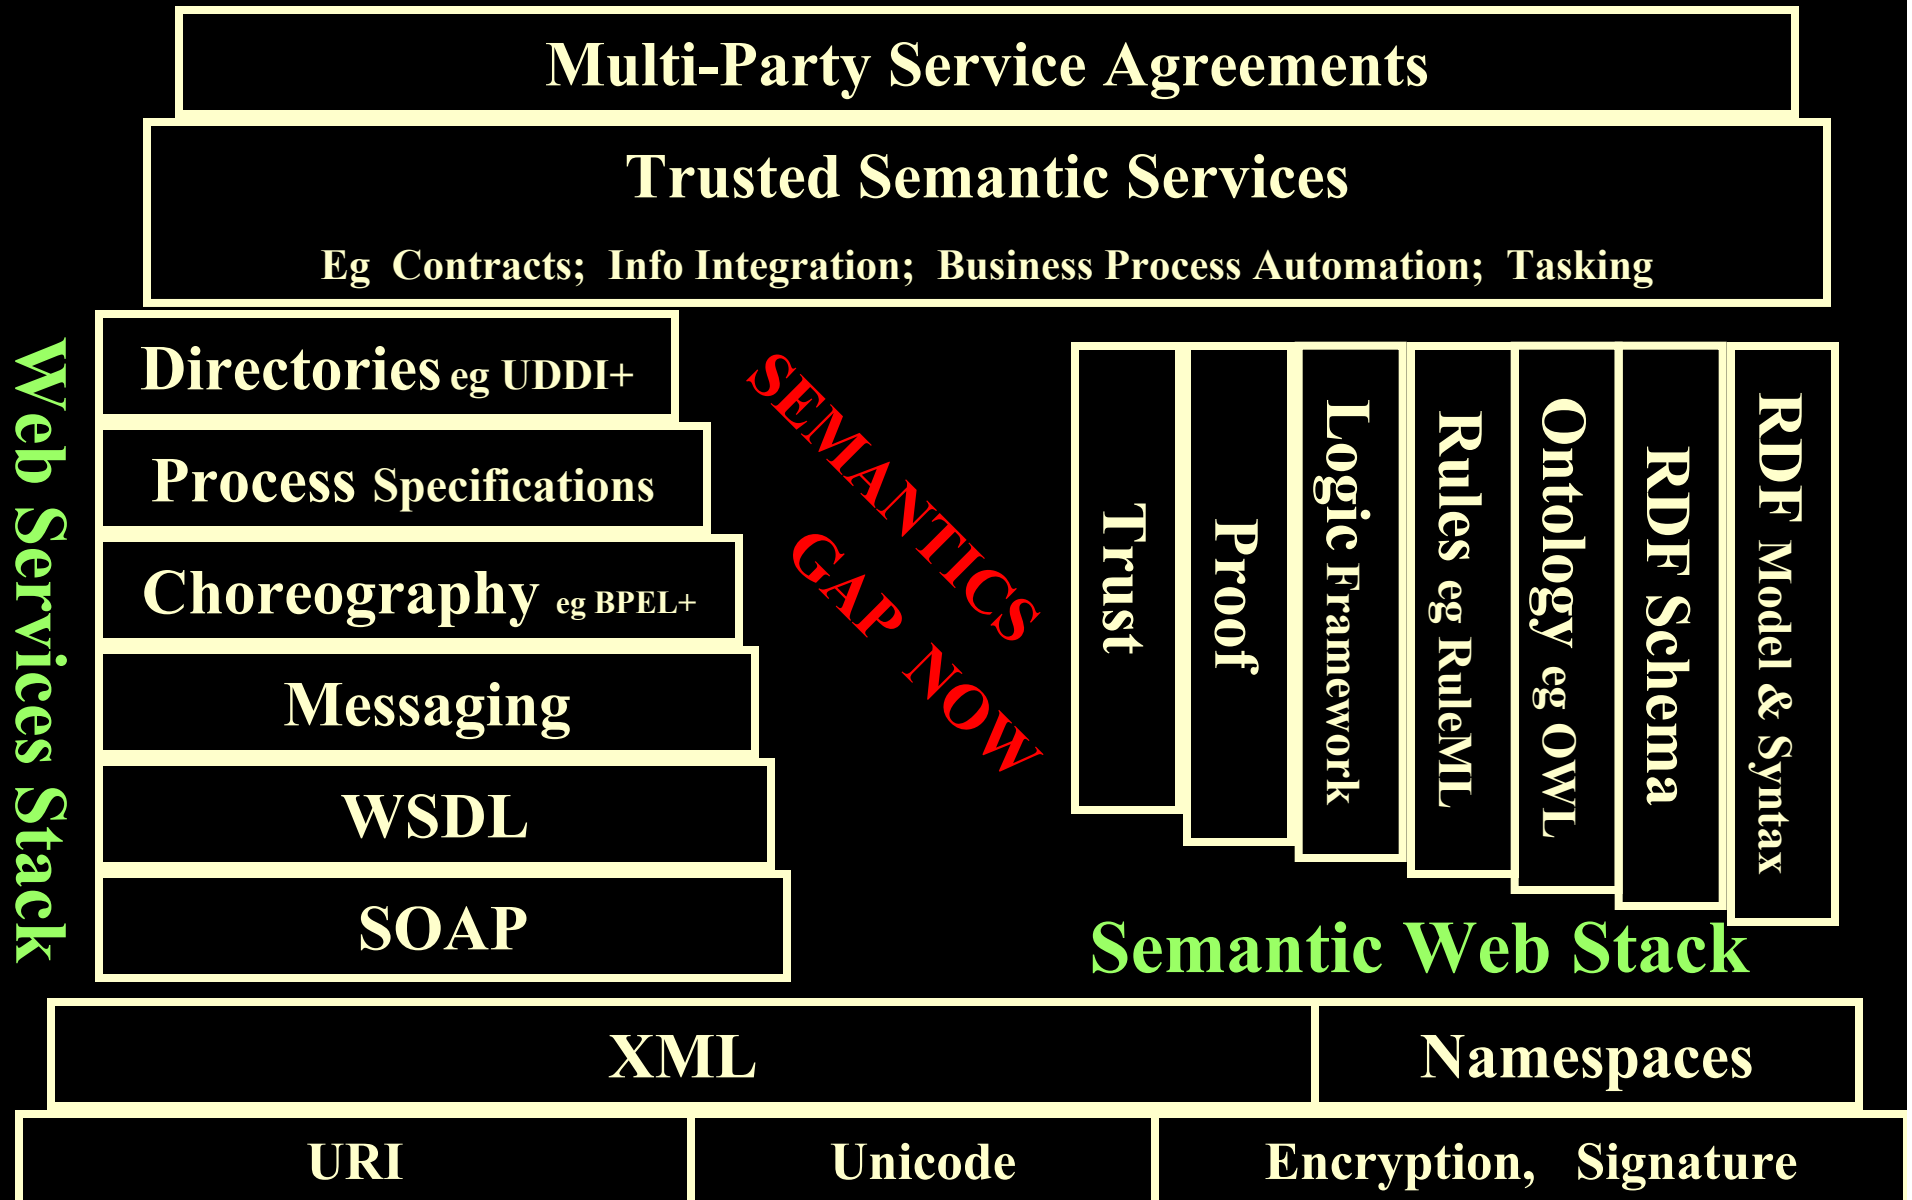 Multi-Party Service Agreements
Trusted Semantic Services
Eg Contracts; Info Integration; Business Process Automation; Tasking
Web Services Stack
Directories eg UDDI+
Process Specifications
Choreography eg BPEL+
Messaging
WSDL
SOAP
SEMANTICS
GAP NOW
Trust
Proof
Logic Framework
Rules eg RuleML
Ontology eg OWL
RDF Schema
RDF Model & Syntax
Semantic Web Stack
XML
Namespaces
URI
Unicode
Encryption, Signature